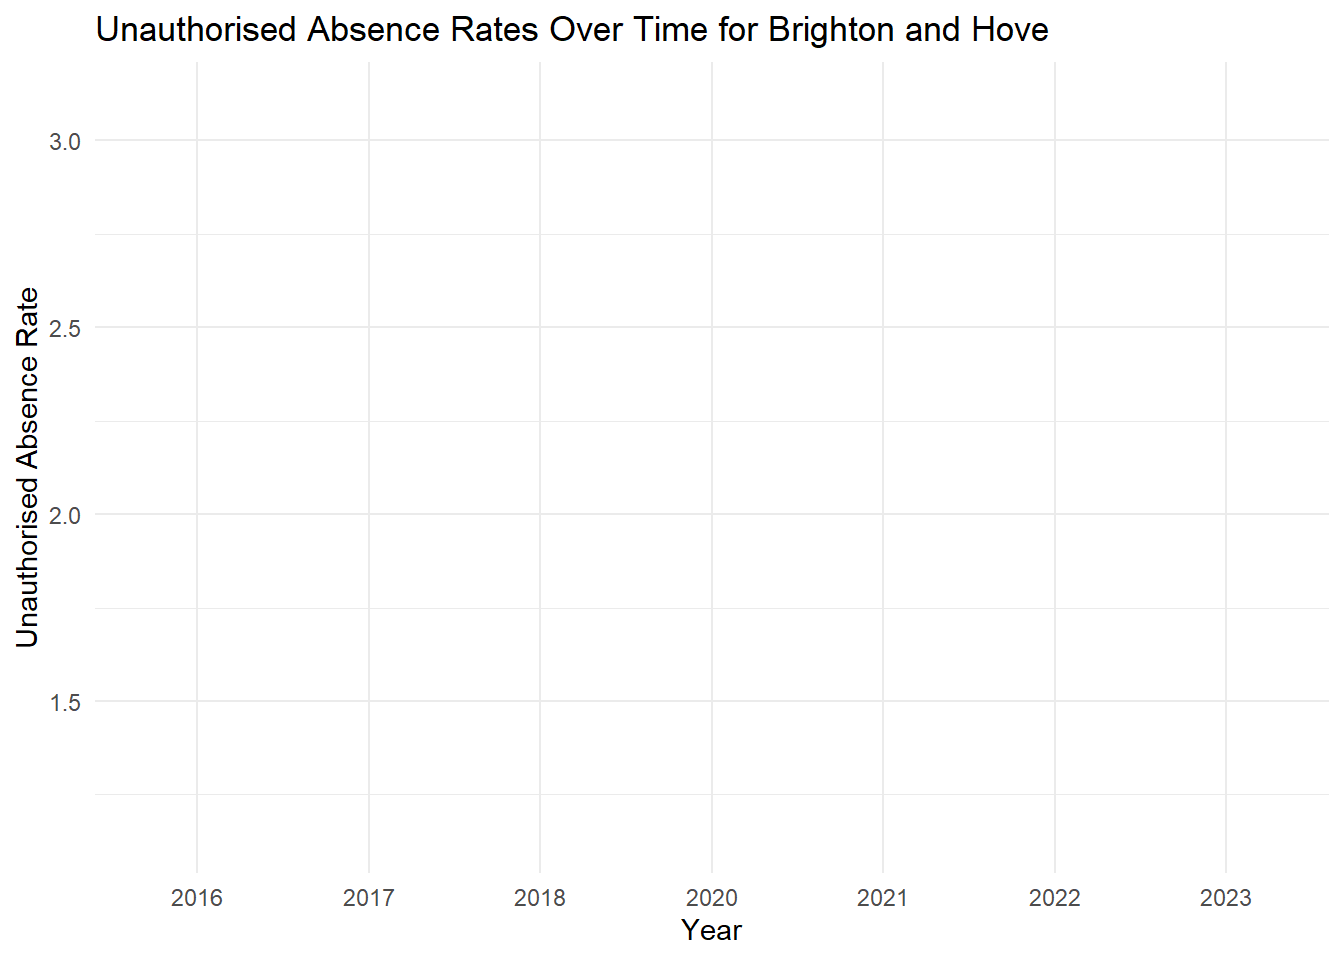 Unauthorised Absence Rates Over Time for Brighton and Hove
Unauthorised Absence Rate
3.0
2.5
2.0
1.5
2016 2017 2018 2020 2021 2022 2023
Year